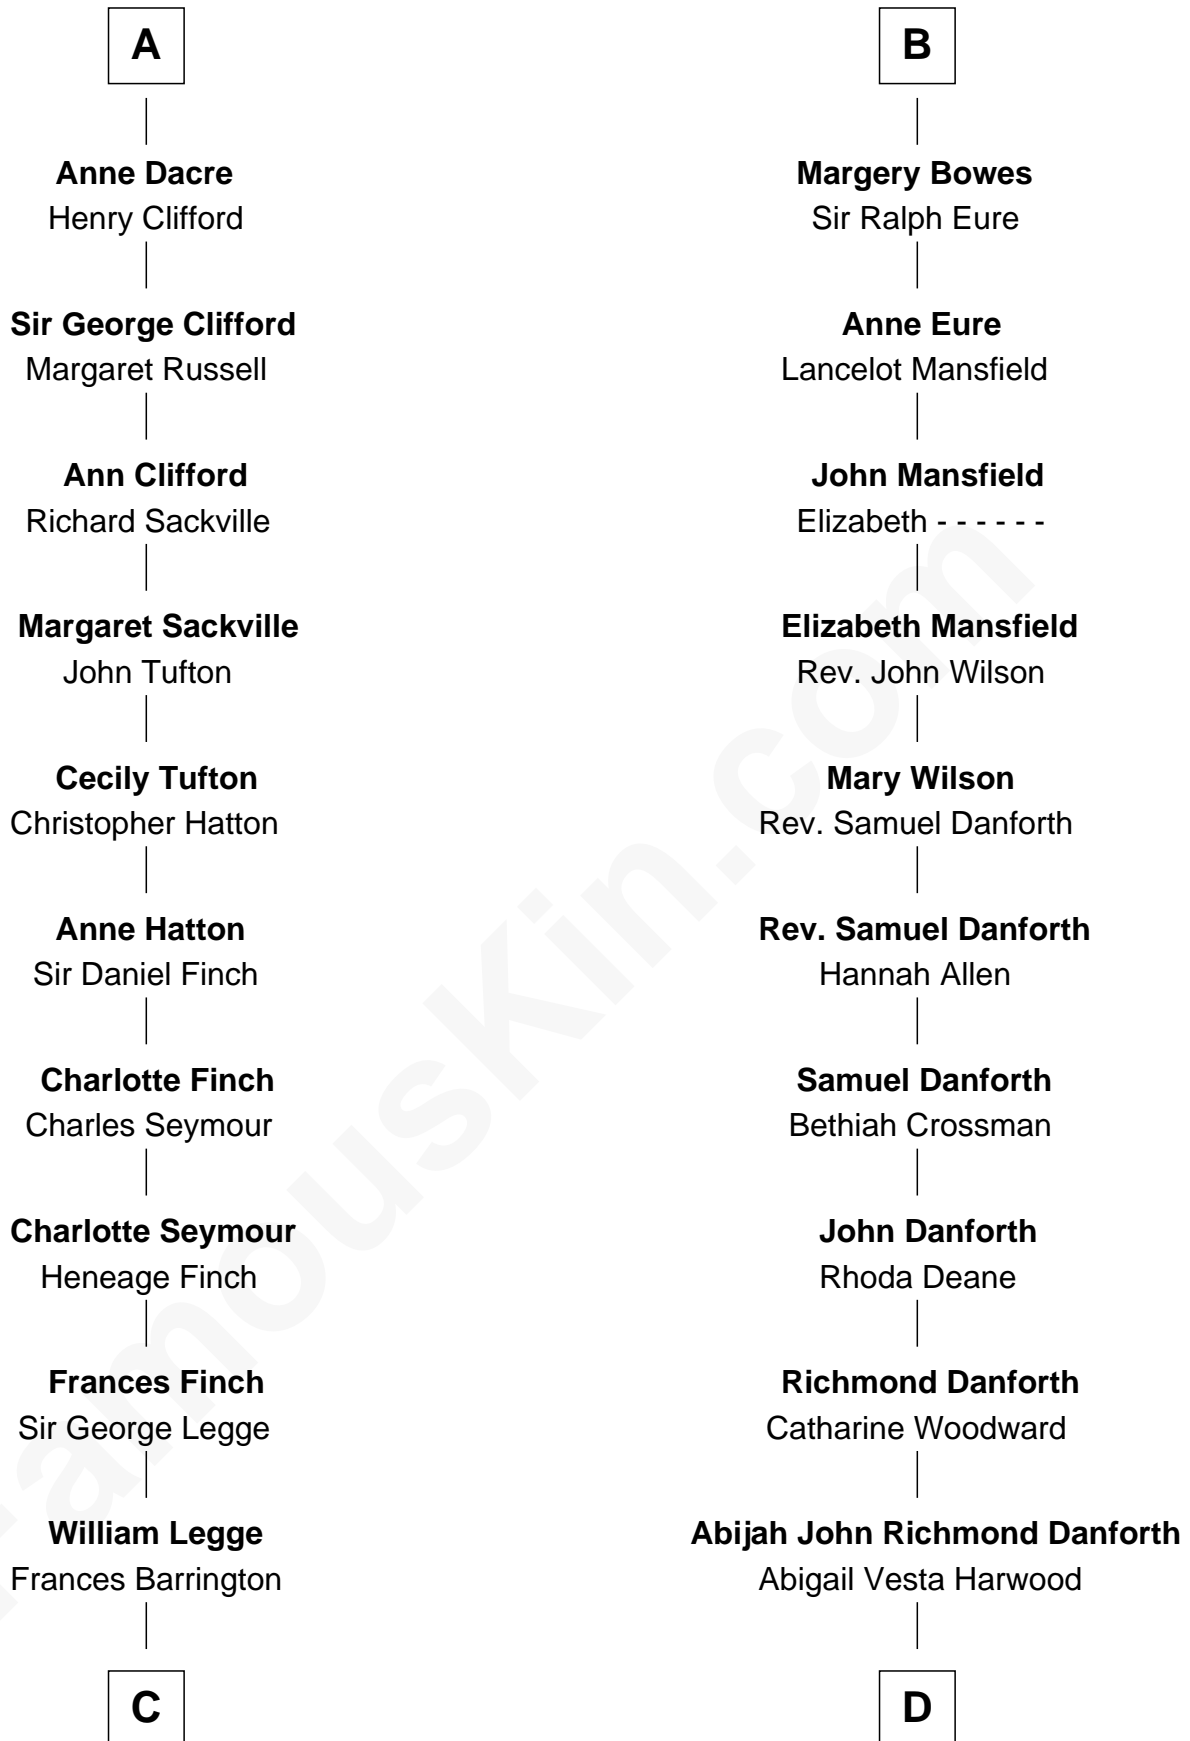 A
Anne Dacre
Henry Clifford
Sir George Clifford
Margaret Russell
Ann Clifford
Richard Sackville
Margaret Sackville
John Tufton
Cecily Tufton
Christopher Hatton
Anne Hatton
Sir Daniel Finch
Charlotte Finch
Charles Seymour
Charlotte Seymour
Heneage Finch
Frances Finch
Sir George Legge
William Legge
Frances Barrington
C
B
Margery Bowes
Sir Ralph Eure
Anne Eure
Lancelot Mansfield
John Mansfield
Elizabeth - - - - - -
Elizabeth Mansfield
Rev. John Wilson
Mary Wilson
Rev. Samuel Danforth
Rev. Samuel Danforth
Hannah Allen
Samuel Danforth
Bethiah Crossman
John Danforth
Rhoda Deane
Richmond Danforth
Catharine Woodward
Abijah John Richmond Danforth
Abigail Vesta Harwood
D
FamousKin.com